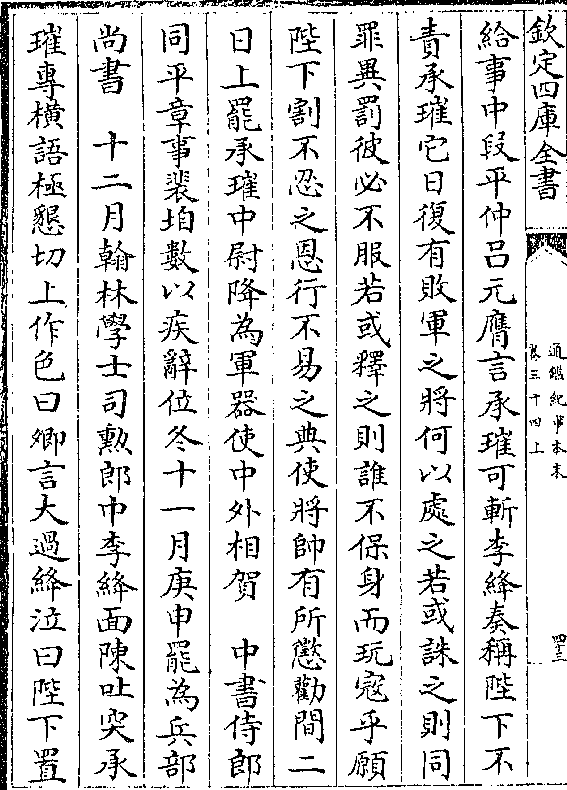 欽定四庫全書
通鑑紀事本末
卷三十四上
四三
給事中段平仲呂元膺言承璀可斬李絳奏稱陛下不
責承璀它日復有敗軍之將何以處之若或誅之則同
罪異罰彼必不服若或釋之則誰不保身而玩宼乎願
陛下割不忍之恩行不易之典使將帥有所懲勸間二
日上罷承璀中尉降為軍器使中外相賀　中書侍郎
同平章事裴垍數以疾辭位冬十一月庚申罷為兵部
尚書　十二月翰林學士司勲郎中李絳面陳吐突承
璀專橫語極懇切上作色曰卿言大過絳泣曰陛下置